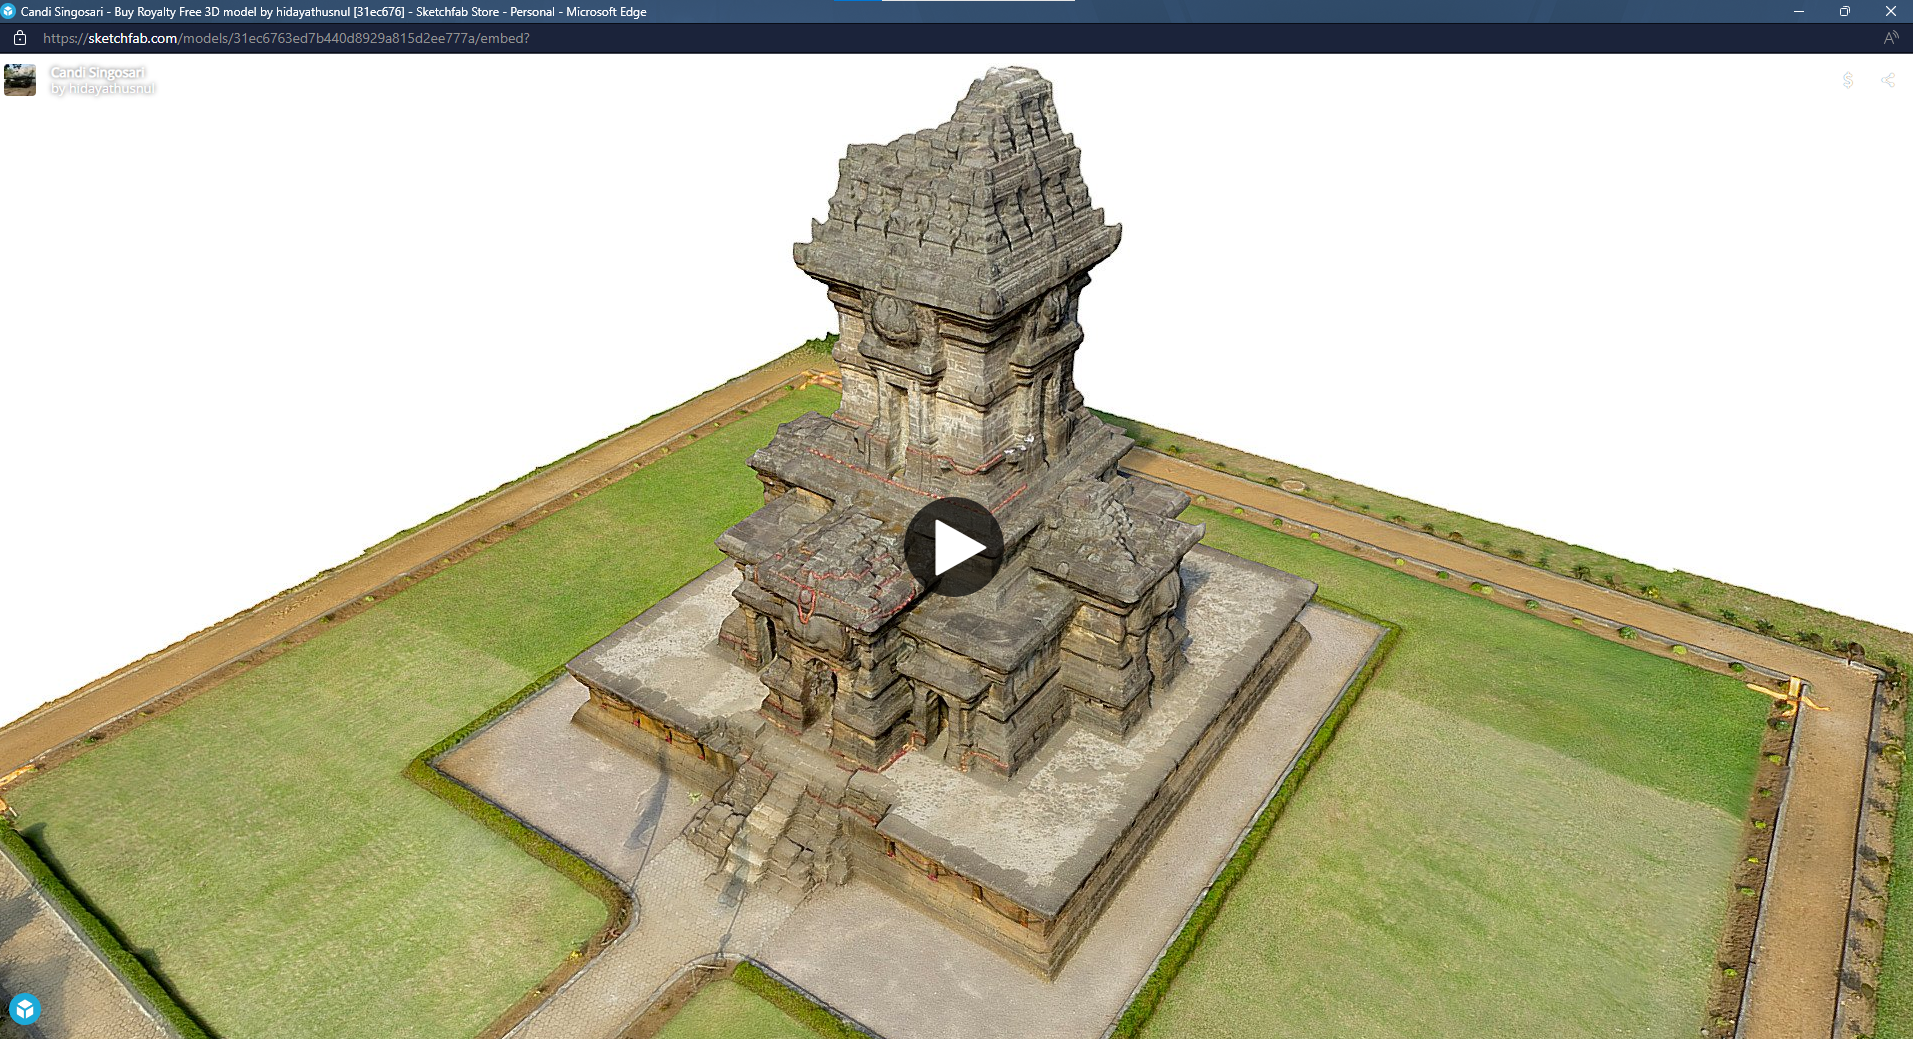 Candi Singosari - Buy Royalty Free 3D model by hidayathusnul [31ec676] - Sketchfab Store - Personal - Microsoft Edge
https://sketchfab.com/models/31ec6763ed7b440d8929a815d2ee777a/embed?
Candi Singosari
by hidayathusnul